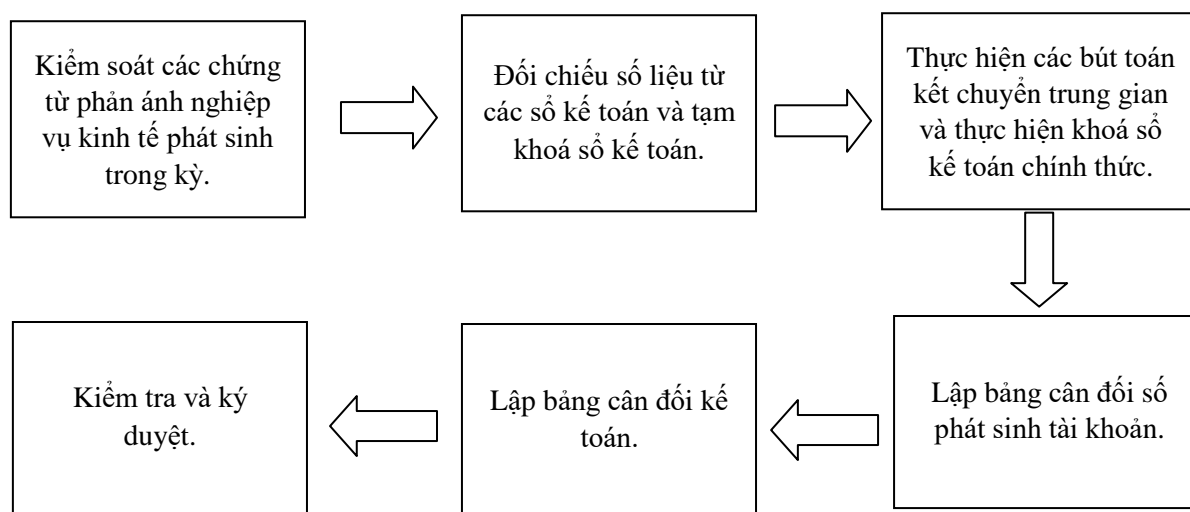 Kiểm soát các chứng
từ phản ánh nghiệp
vụ kinh tế phát sinh
trong kỳ.
Đối chiếu số liệu từ
các sổ kế toán và tạm
khoá sổ kế toán.
Thực hiện các bút toán
kết chuyển trung gian
và thực hiện khoá sổ
kế toán chính thức.
Lập bảng cân đối số
phát sinh tài khoản.
Lập bảng cân đối kế
toán.
Kiểm tra và ký
duyệt.